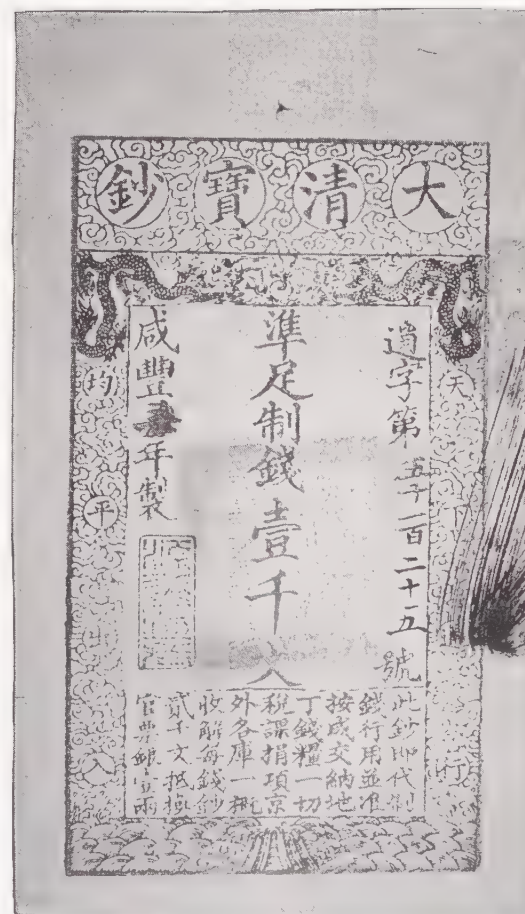 大清寶鈔
天下行
字第五千一百二十五號
準足制錢壹千文
咸豐年製
均平出入
此鈔即代制
錢行用並准
按成交納地
丁錢糧一切
稅課捐項京
外各庫一概
收解每錢鈔
貳千文抵換
官票銀壹兩